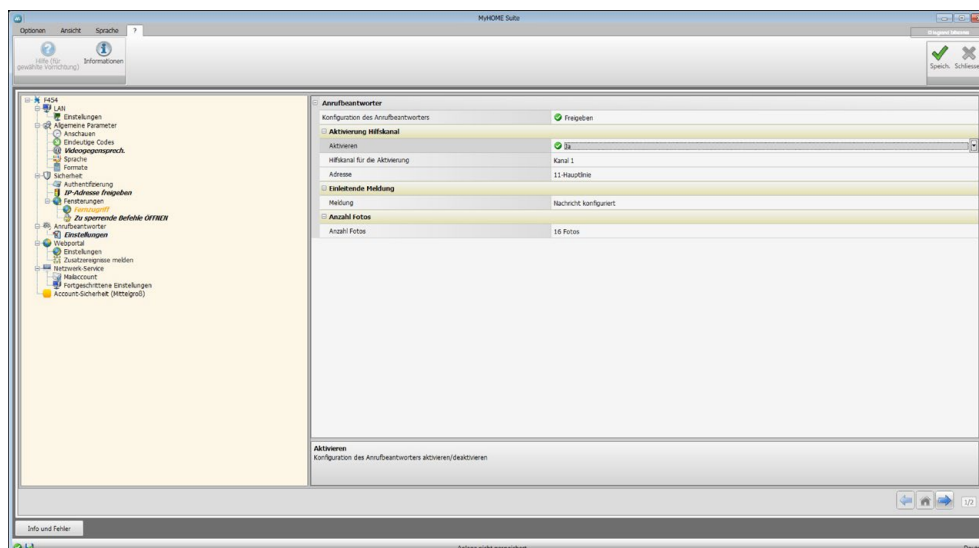 MyHOME Suite
Optionen Ansicht Sprache ?
Hilfe (für gewählte Vorrichtung)
Informationen
Speich. Schliesse
F454
LAN
Einstellungen
Allgemeine Parameter
Anschauen
Eindeutige Codes
Videogegensprech.
Sprache
Formate
Sicherheit
Authentifizierung
IP-Adresse freigeben
Fensterungen
Fernzugriff
Zu sperrende Befehle ÖFFNEN
Anrufbeantworter
Einstellungen
Webportal
Einstellungen
Zusatzereignisse melden
Netzwerk-Service
Mailaccount
Fortgeschrittene Einstellungen
Account-Sicherheit (Mittelgroß)
Anrufbeantworter
Konfiguration des Anrufbeantworters Freigeben
Aktivierung Hilfskanal
Aktivieren Ja
Hilfskanal für die Aktivierung Kanal 1
Adresse 11-Hauptlinie
Einleitende Meldung
Meldung Nachricht konfiguriert
Anzahl Fotos
Anzahl Fotos 16 Fotos
Aktivieren
Konfiguration des Anrufbeantworters aktivieren/deaktivieren
1/2
Info und Fehler